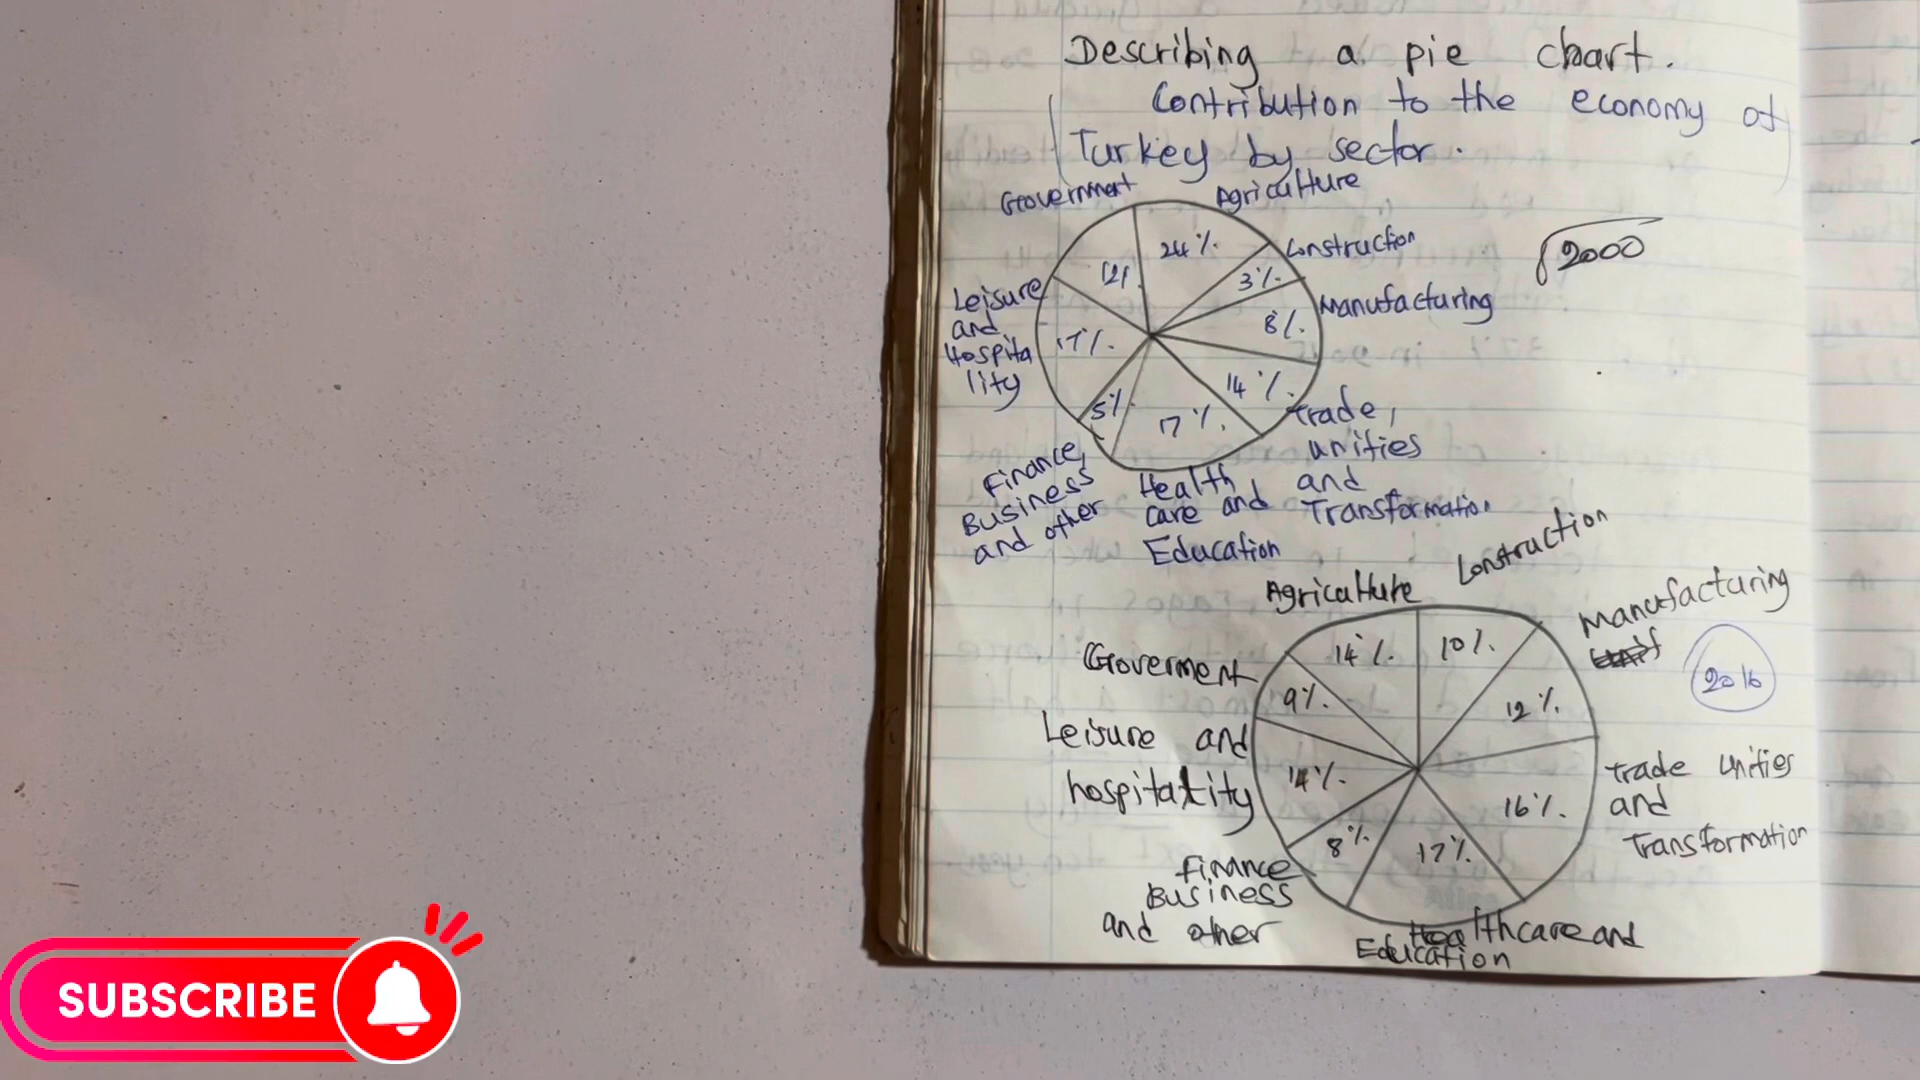 Describing a pie chart.
Contribution to the economy of
Turkey by sector.
Government
Agriculture
Construction
Manufacturing
Trade,
unities
and
Transformation
Health
care and
Education
Finance,
Business
and other
Leisure
and
Hospita
lity
24%
3%
8%
14%
17%
5%
17%
12%
2000
Agriculture
Construction
Manufacturing
trade unities
and
Transformation
Healthcare and
Education
Finance
Business
and other
Leisure and
hospitality
Goverment
14%
10%
12%
16%
17%
8%
14%
9%
2016
SUBSCRIBE